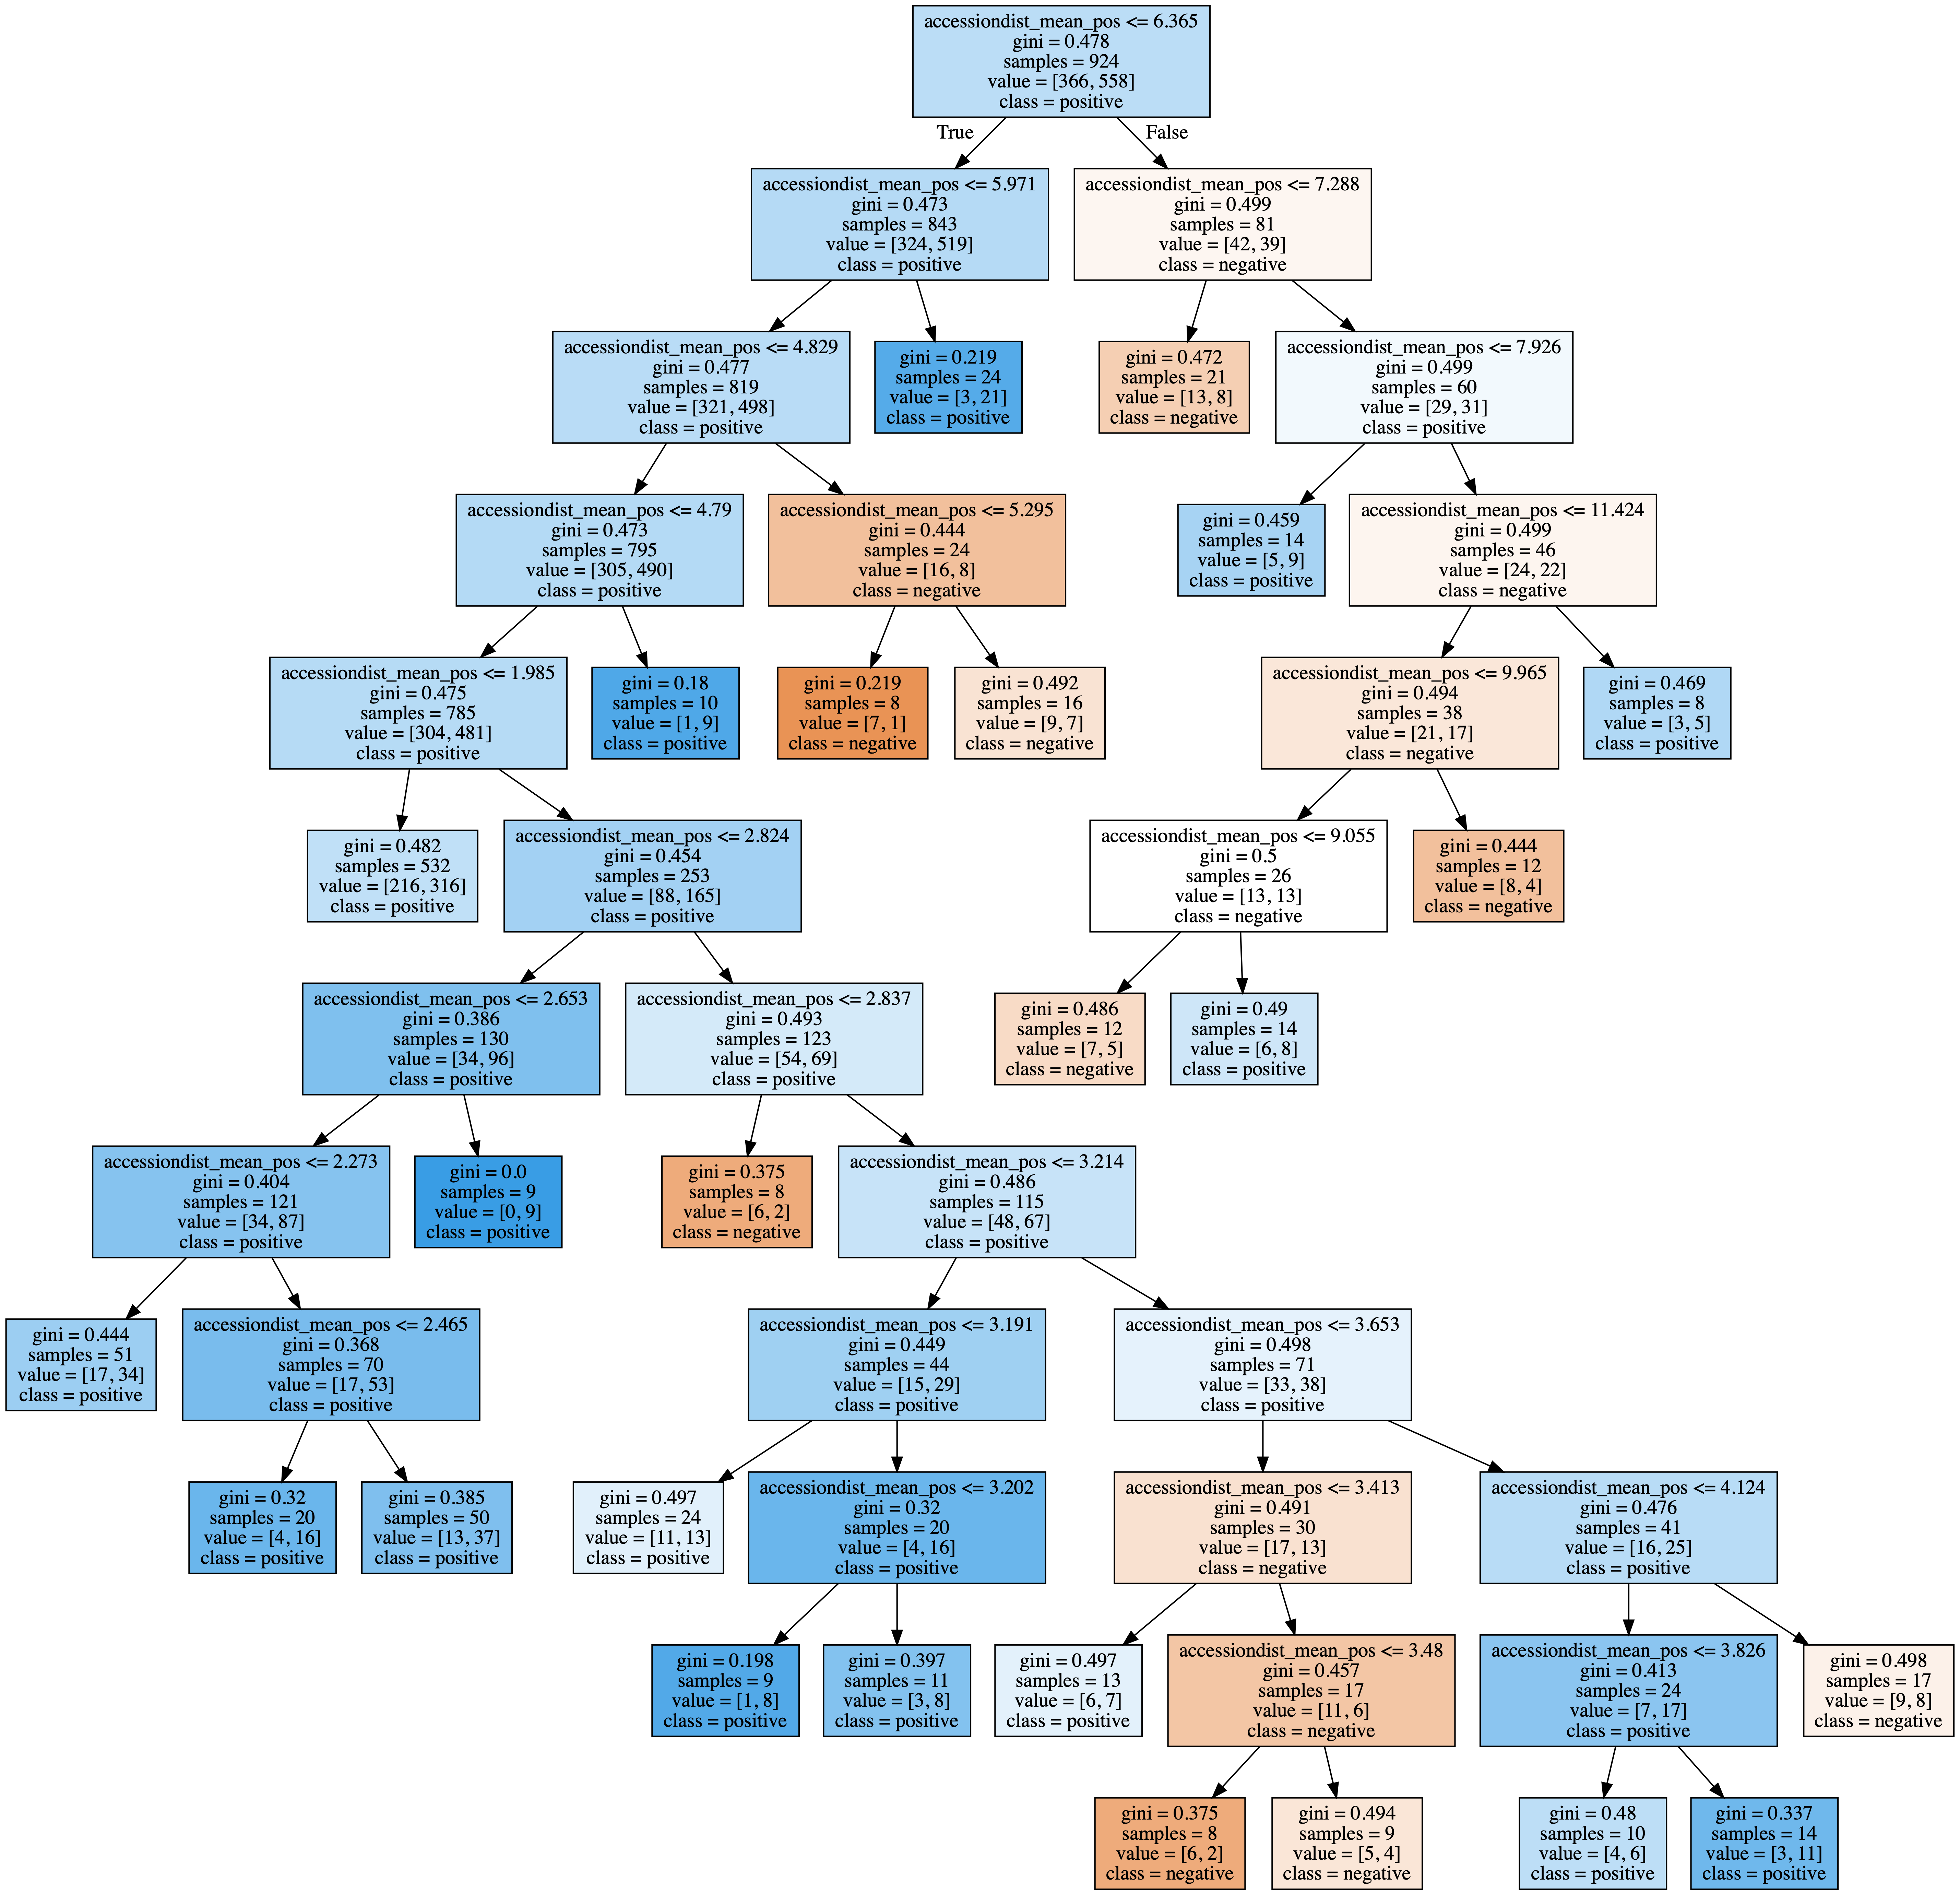 accessiondist_mean_pos <= 6.365
gini = 0.478
samples = 924
value = [366, 558]
class = positive
True
False
accessiondist_mean_pos <= 5.971
gini = 0.473
samples = 843
value = [324, 519]
class = positive
accessiondist_mean_pos <= 7.288
gini = 0.499
samples = 81
value = [42, 39]
class = negative
accessiondist_mean_pos <= 4.829
gini = 0.477
samples = 819
value = [321, 498]
class = positive
gini = 0.219
samples = 24
value = [3, 21]
class = positive
gini = 0.472
samples = 21
value = [13, 8]
class = negative
accessiondist_mean_pos <= 7.926
gini = 0.499
samples = 60
value = [29, 31]
class = positive
accessiondist_mean_pos <= 4.79
gini = 0.473
samples = 795
value = [305, 490]
class = positive
accessiondist_mean_pos <= 5.295
gini = 0.444
samples = 24
value = [16, 8]
class = negative
gini = 0.459
samples = 14
value = [5, 9]
class = positive
accessiondist_mean_pos <= 11.424
gini = 0.499
samples = 46
value = [24, 22]
class = negative
accessiondist_mean_pos <= 1.985
gini = 0.475
samples = 785
value = [304, 481]
class = positive
gini = 0.18
samples = 10
value = [1, 9]
class = positive
gini = 0.219
samples = 8
value = [7, 1]
class = negative
gini = 0.492
samples = 16
value = [9, 7]
class = negative
accessiondist_mean_pos <= 9.965
gini = 0.494
samples = 38
value = [21, 17]
class = negative
gini = 0.469
samples = 8
value = [3, 5]
class = positive
gini = 0.482
samples = 532
value = [216, 316]
class = positive
accessiondist_mean_pos <= 2.824
gini = 0.454
samples = 253
value = [88, 165]
class = positive
accessiondist_mean_pos <= 9.055
gini = 0.5
samples = 26
value = [13, 13]
class = negative
gini = 0.444
samples = 12
value = [8, 4]
class = negative
accessiondist_mean_pos <= 2.653
gini = 0.386
samples = 130
value = [34, 96]
class = positive
accessiondist_mean_pos <= 2.837
gini = 0.493
samples = 123
value = [54, 69]
class = positive
gini = 0.486
samples = 12
value = [7, 5]
class = negative
gini = 0.49
samples = 14
value = [6, 8]
class = positive
accessiondist_mean_pos <= 2.273
gini = 0.404
samples = 121
value = [34, 87]
class = positive
gini = 0.0
samples = 9
value = [0, 9]
class = positive
gini = 0.375
samples = 8
value = [6, 2]
class = negative
accessiondist_mean_pos <= 3.214
gini = 0.486
samples = 115
value = [48, 67]
class = positive
gini = 0.444
samples = 51
value = [17, 34]
class = positive
accessiondist_mean_pos <= 2.465
gini = 0.368
samples = 70
value = [17, 53]
class = positive
accessiondist_mean_pos <= 3.191
gini = 0.449
samples = 44
value = [15, 29]
class = positive
accessiondist_mean_pos <= 3.653
gini = 0.498
samples = 71
value = [33, 38]
class = positive
gini = 0.32
samples = 20
value = [4, 16]
class = positive
gini = 0.385
samples = 50
value = [13, 37]
class = positive
gini = 0.497
samples = 24
value = [11, 13]
class = positive
accessiondist_mean_pos <= 3.202
gini = 0.32
samples = 20
value = [4, 16]
class = positive
accessiondist_mean_pos <= 3.413
gini = 0.491
samples = 30
value = [17, 13]
class = negative
accessiondist_mean_pos <= 4.124
gini = 0.476
samples = 41
value = [16, 25]
class = positive
gini = 0.198
samples = 9
value = [1, 8]
class = positive
gini = 0.397
samples = 11
value = [3, 8]
class = positive
gini = 0.497
samples = 13
value = [6, 7]
class = positive
accessiondist_mean_pos <= 3.48
gini = 0.457
samples = 17
value = [11, 6]
class = negative
accessiondist_mean_pos <= 3.826
gini = 0.413
samples = 24
value = [7, 17]
class = positive
gini = 0.498
samples = 17
value = [9, 8]
class = negative
gini = 0.375
samples = 8
value = [6, 2]
class = negative
gini = 0.494
samples = 9
value = [5, 4]
class = negative
gini = 0.48
samples = 10
value = [4, 6]
class = positive
gini = 0.337
samples = 14
value = [3, 11]
class = positive